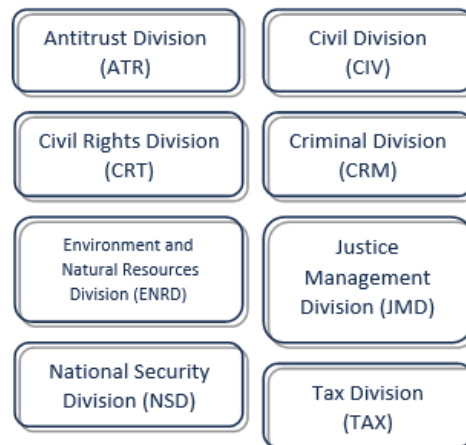 Antitrust Division
(ATR)
Civil Division
(CIV)
Civil Rights Division
(CRT)
Criminal Division
(CRM)
Environment and
Natural Resources
Division (ENRD)
Justice
Management
Division (JMD)
National Security
Division (NSD)
Tax Division
(TAX)